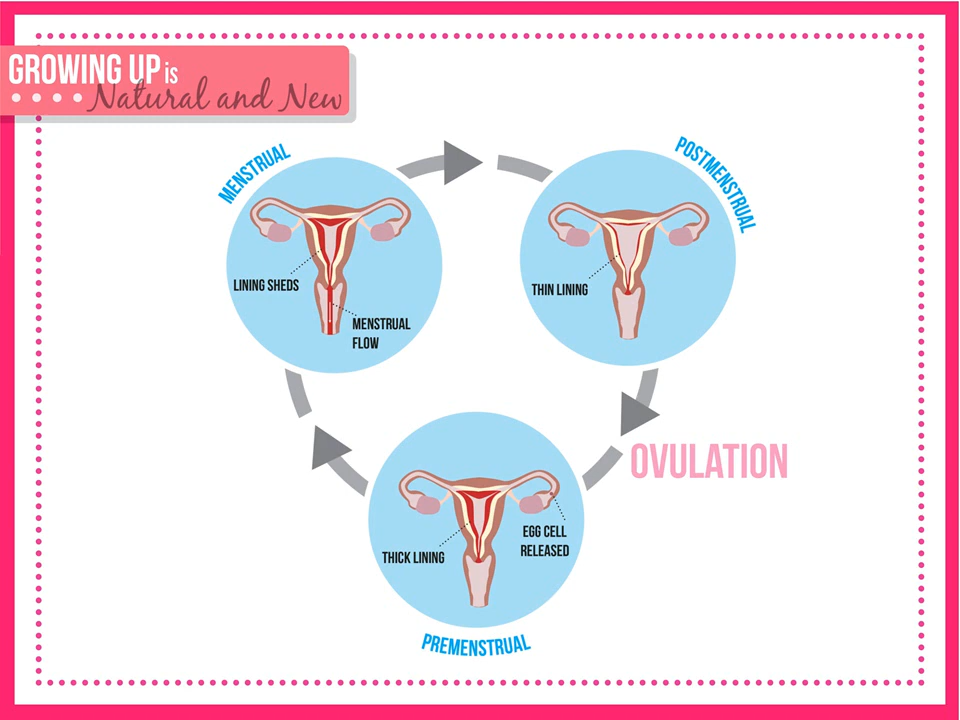 GROWING UP is
Natural and New
MENSTRUAL
LINING SHEDS
MENSTRUAL
FLOW
POSTMENSTRUAL
THIN LINING
OVULATION
EGG CELL
RELEASED
THICK LINING
PREMENSTRUAL